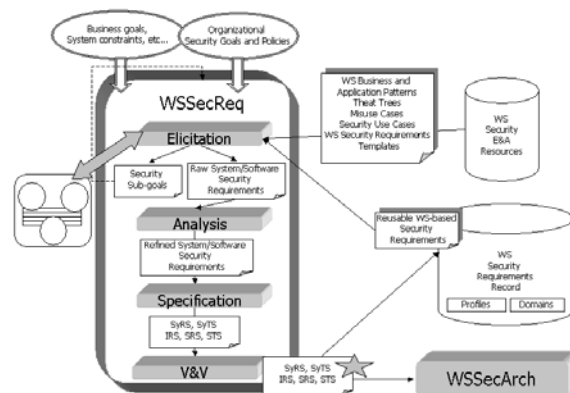 Business goals,
System constraints, etc...
Organizational
Security Goals and Policies
WSSecReq
Elicitation
Security
Sub-goals
Raw System/Software
Security
Requirements
Analysis
Refined System/Software
Security
Requirements
Specification
SyRS, SyTS
IRS, SRS, STS
V&V
SyRS, SyTS
IRS, SRS, STS
WS Business and
Application Patterns
Theat Trees
Misuse Cases
Security Use Cases
WS Security Requirements
Templates
WS
Security
E&A
Resources
Reusable WS-based
Security
Requirements
WS
Security
Requirements
Record
Profiles
Domains
WSSecArch